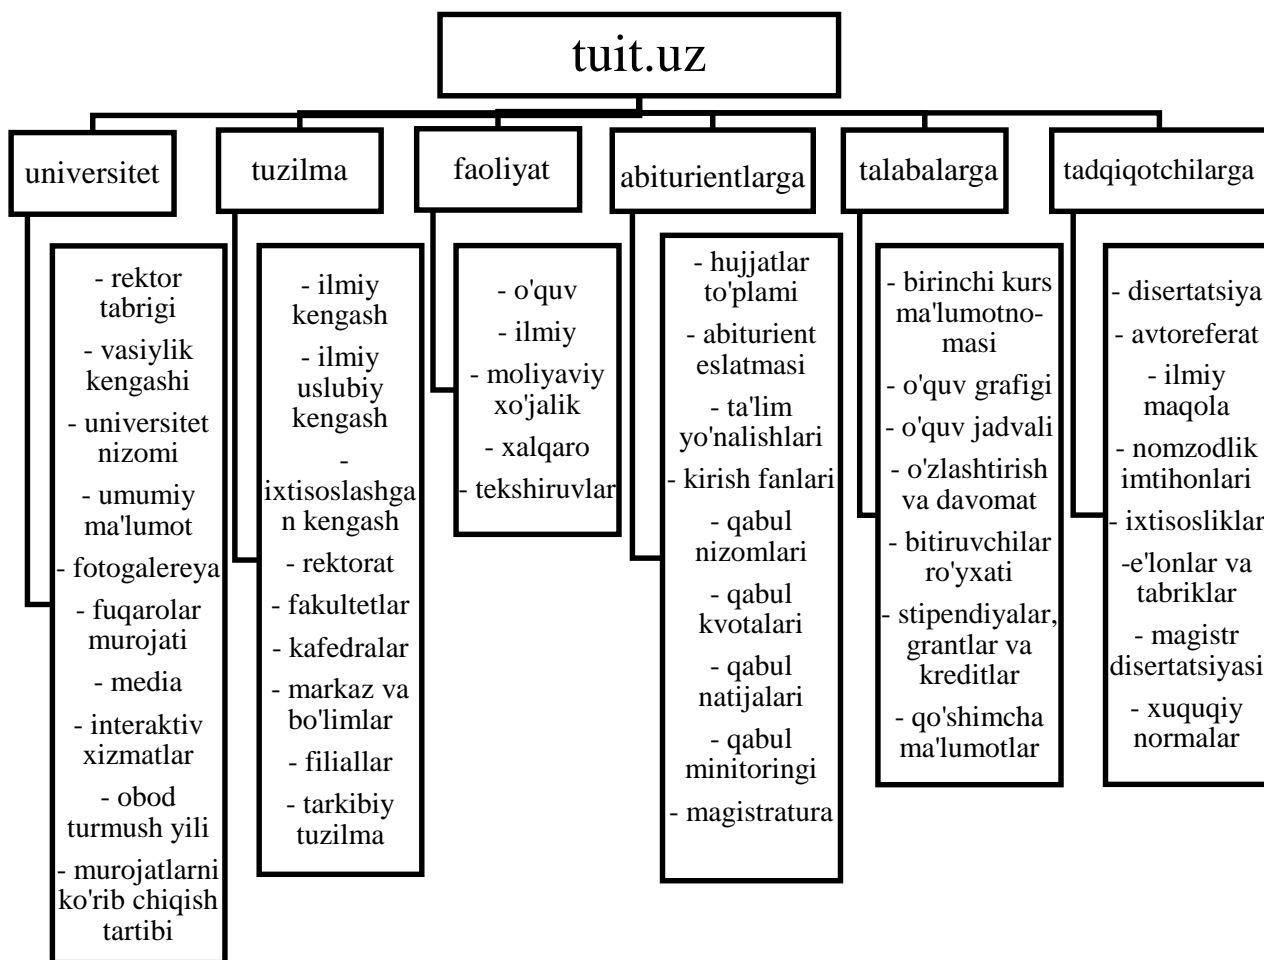 tuit.uz
universitet
tuzilma
faoliyat
abiturientlarga
talabalarga
tadqiqotchilarga
- rektor
tabrigi
- vasiylik
kengashi
- universitet
nizomi
- umumiy
ma'lumot
- fotogalereya
- fuqarolar
murojati
- media
- interaktiv
xizmatlar
- obod
turmush yili
- murojatlarni
ko'rib chiqish
tartibi
- ilmiy
kengash
- ilmiy
uslubiy
kengash
-
ixtisoslashga
n kengash
- rektorat
- fakultetlar
- kafedralar
- markaz va
bo'limlar
- filiallar
- tarkibiy
tuzilma
- o'quv
- ilmiy
- moliyaviy
xo'jalik
- xalqaro
- tekshiruvlar
- hujjatlar
to'plami
- abiturient
eslatmasi
- ta'lim
yo'nalishlari
- kirish fanlari
- qabul
nizomlari
- qabul
kvotalari
- qabul
natijalari
- qabul
minitoringi
- magistratura
- birinchi kurs
ma'lumotno-
masi
- o'quv grafigi
- o'quv jadvali
- o'zlashtirish
va davomat
- bitiruvchilar
ro'yxati
- stipendiyalar,
grantlar va
kreditlar
- qo'shimcha
ma'lumotlar
- disertatsiya
- avtoreferat
- ilmiy
maqola
- nomzodlik
imtihonlari
- ixtisosliklar
-e'lonlar va
tabriklar
- magistr
disertatsiyasi
- xuquqiy
normalar